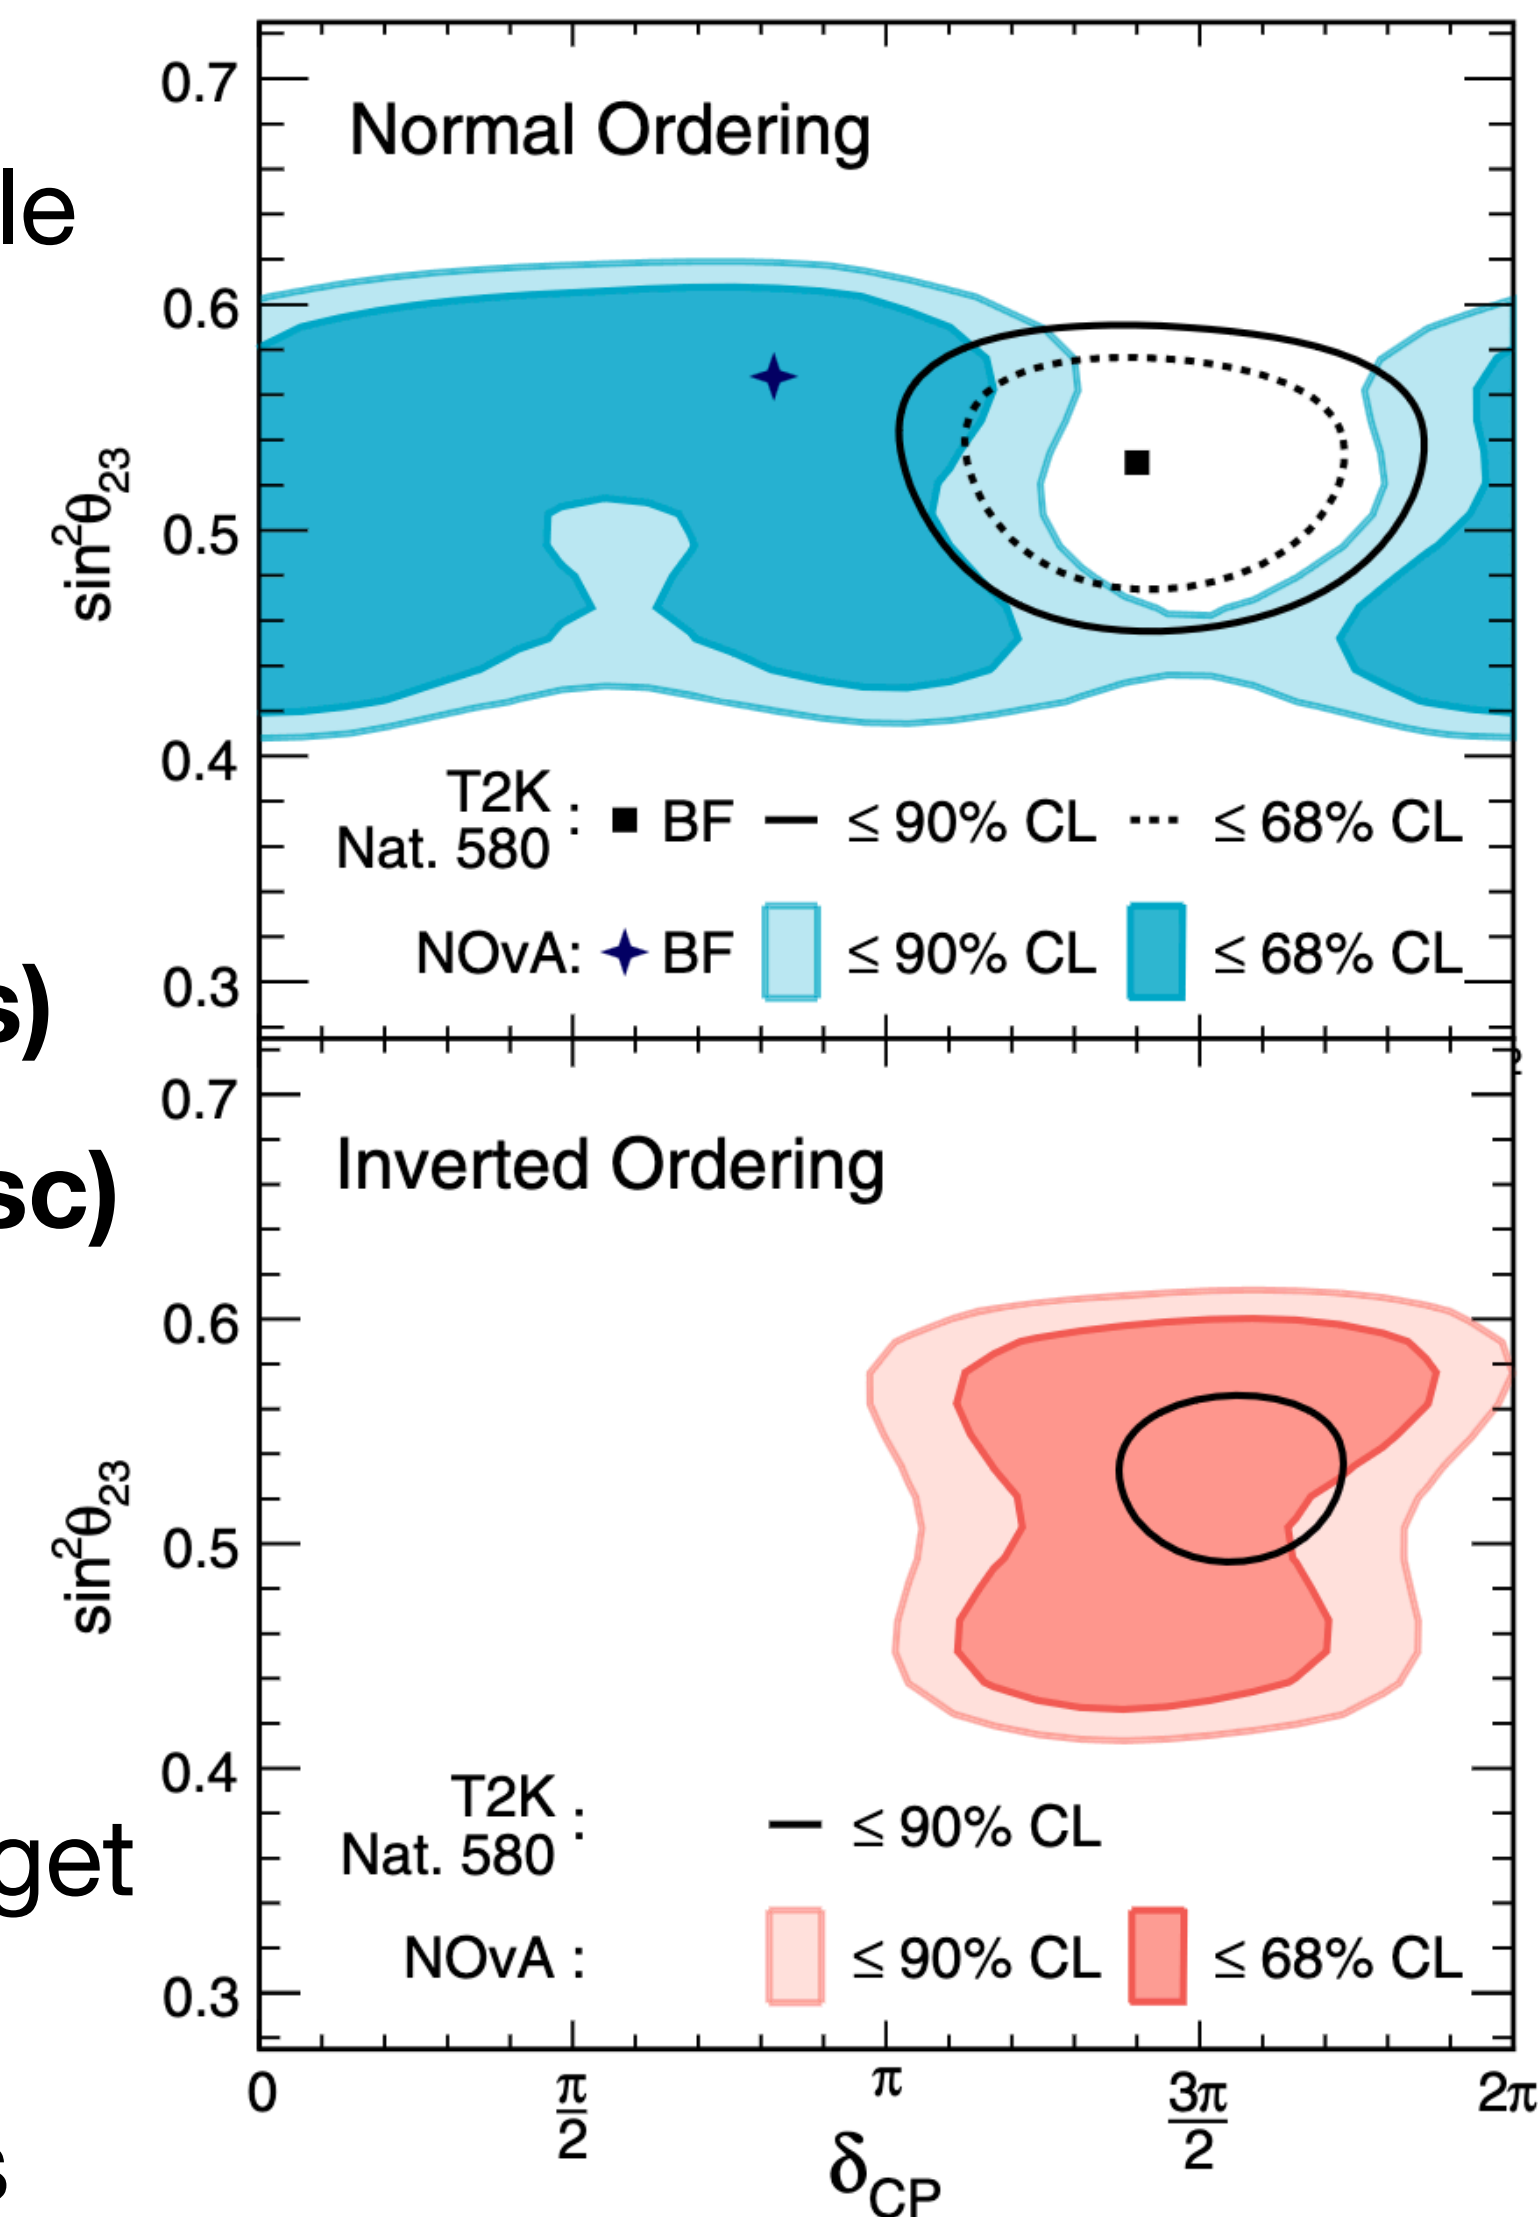 le
s)
sc)
get
s
0.7
0.6
0.5
0.4
0.3
sin²θ₂₃
Normal Ordering
T2K
Nat. 580 : BF ≤ 90% CL ≤ 68% CL
NOvA: BF ≤ 90% CL ≤ 68% CL
0.7
0.6
0.5
0.4
0.3
sin²θ₂₃
Inverted Ordering
T2K
Nat. 580 : ≤ 90% CL
NOvA : ≤ 90% CL ≤ 68% CL
0 π/2 π 3π/2 2π
δCP